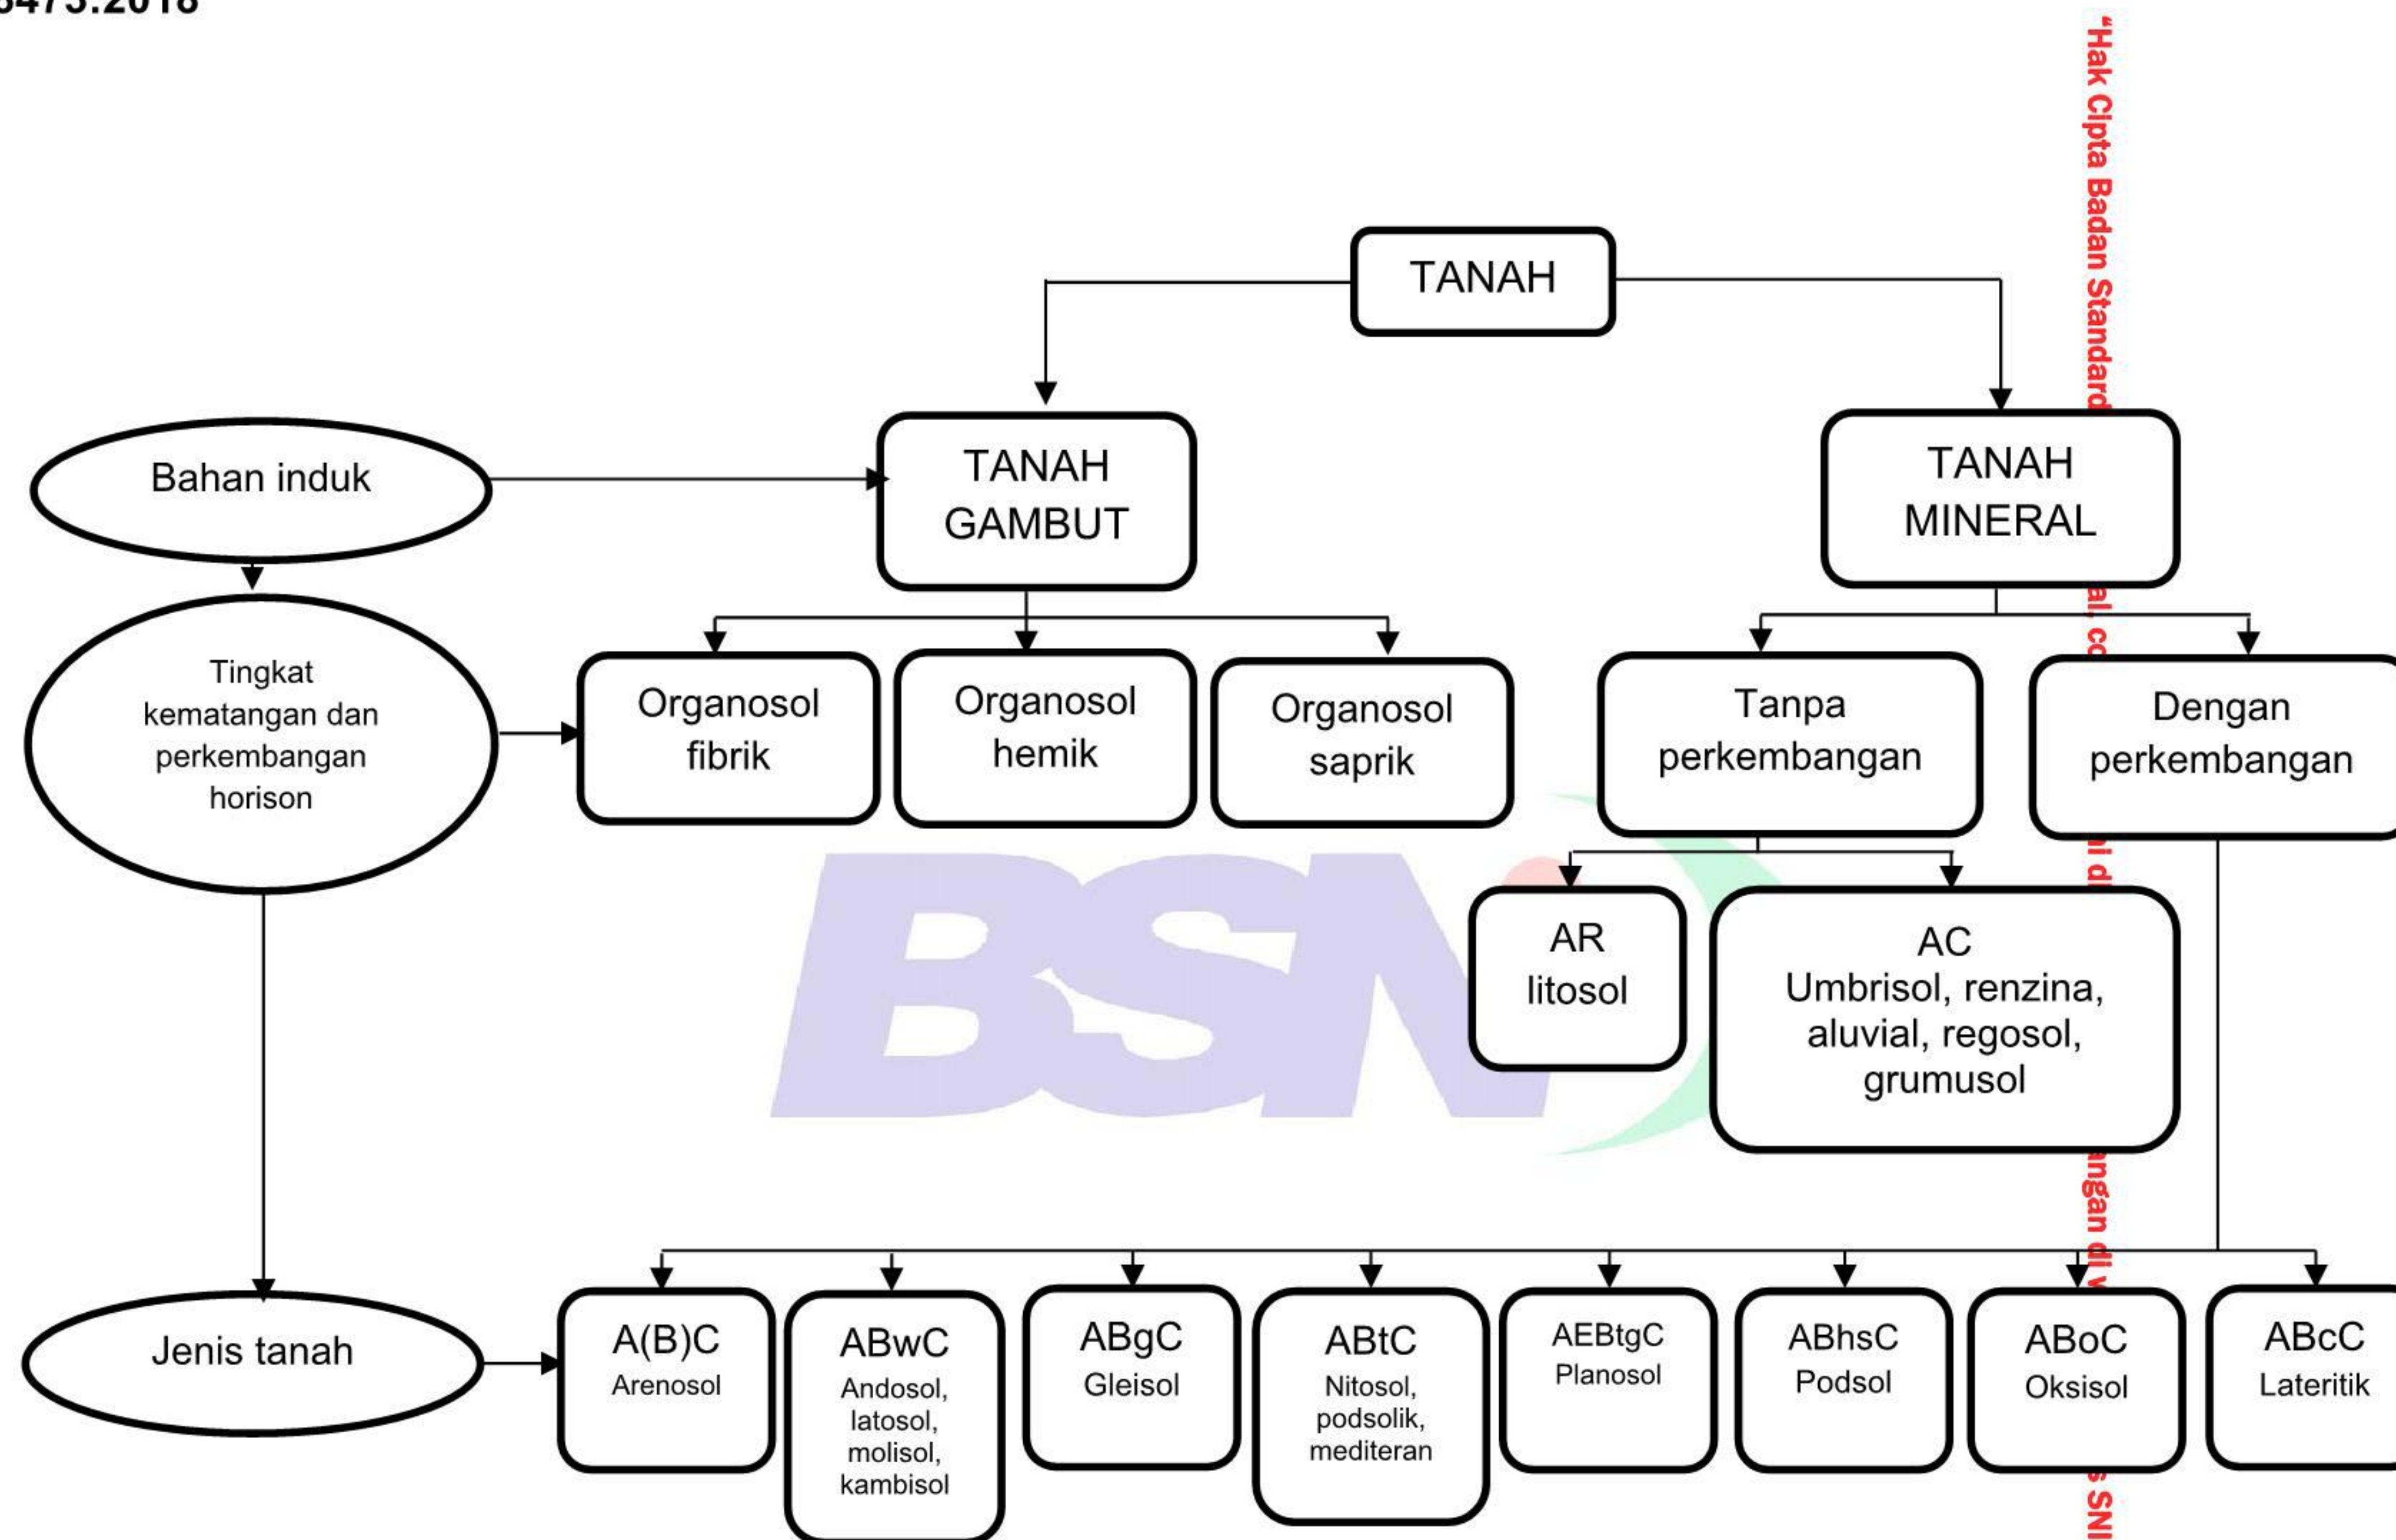 8473:2018
TANAH
Bahan induk
TANAH
GAMBUT
TANAH
MINERAL
Tingkat
kematangan dan
perkembangan
horison
Organosol
fibrik
Organosol
hemik
Organosol
saprik
Tanpa
perkembangan
Dengan
perkembangan
AR
litosol
AC
Umbrisol, renzina,
aluvial, regosol,
grumusol
BSN
Jenis tanah
A(B)C
Arenosol
ABwC
Andosol,
latosol,
molisol,
kambisol
ABgC
Gleisol
ABtC
Nitosol,
podsolik,
mediteran
AEBtgC
Planosol
ABhsC
Podsol
ABoC
Oksisol
ABcC
Lateritik
“Hak Cipta Badan Standard